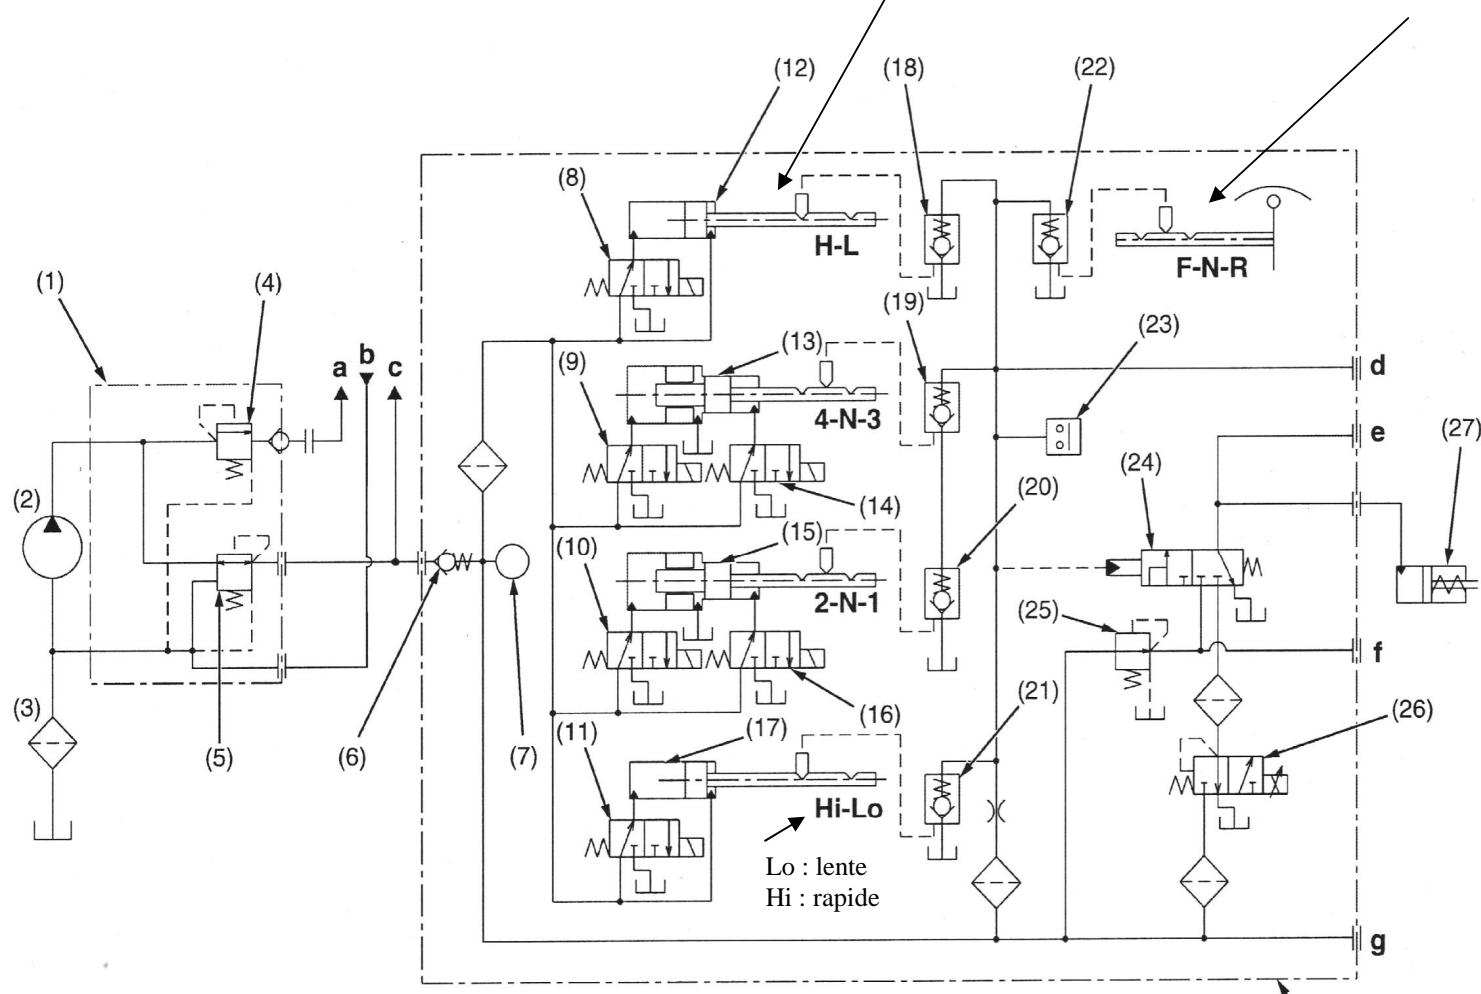 (12)
(18)
(22)
(8)
H-L
F-N-R
(1)
(4)
(19)
a
b
c
(13)
(23)
(9)
d
4-N-3
e
(27)
(24)
(2)
(14)
(20)
(15)
(10)
2-N-1
(25)
f
(3)
(5)
(6)
(7)
(16)
(21)
(11)
(17)
(26)
Hi-Lo
Lo : lente
Hi : rapide
g